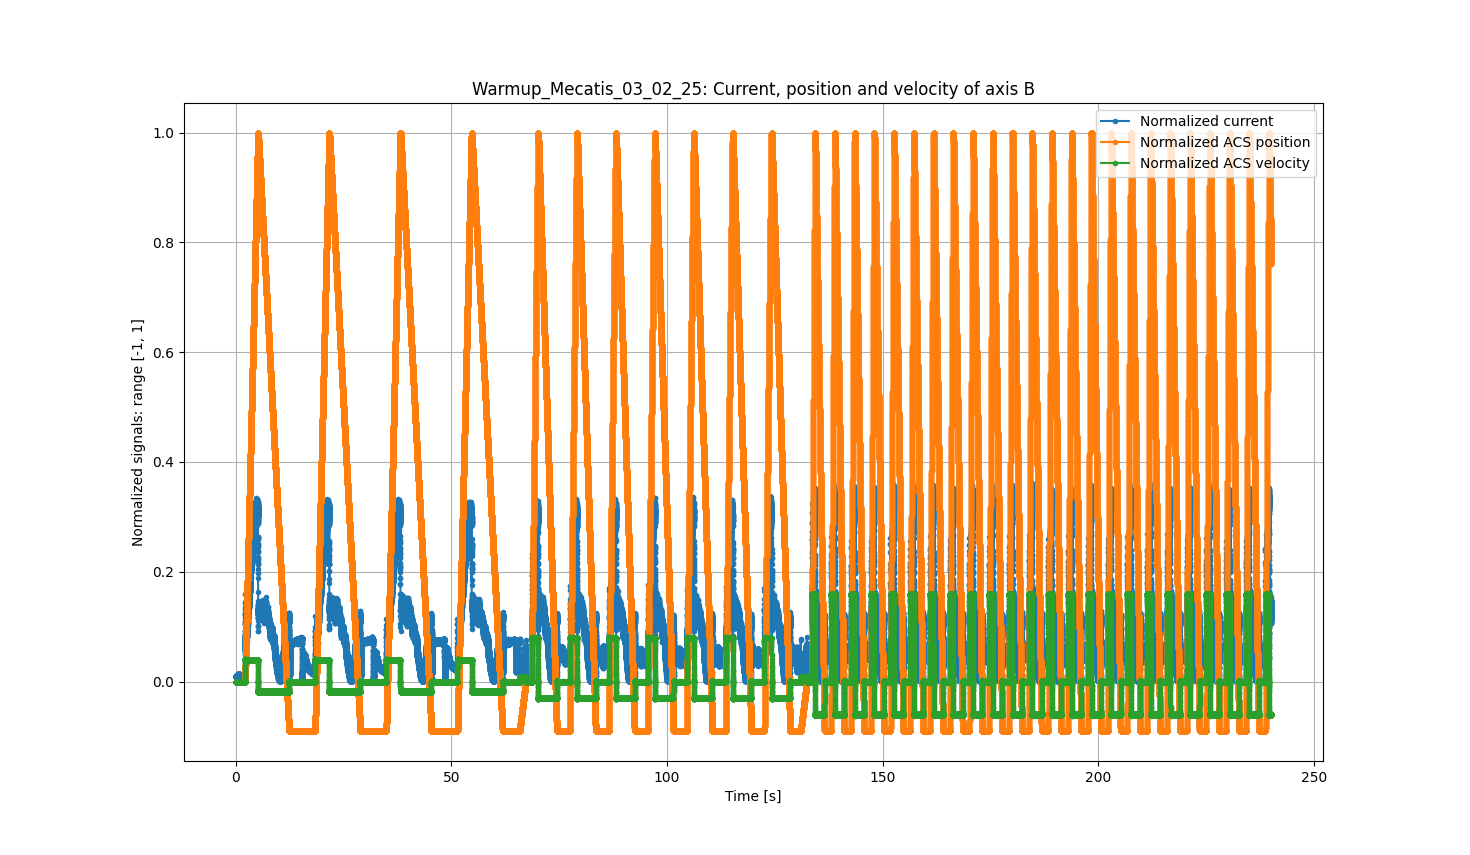 Warmup_Mecatis_03_02_25: Current, position and velocity of axis B
Normalized current
Normalized ACS position
Normalized ACS velocity
1.0
0.8
0.6
0.4
0.2
0.0
Normalized signals: range [-1, 1]
0 50 100 150 200 250
Time [s]